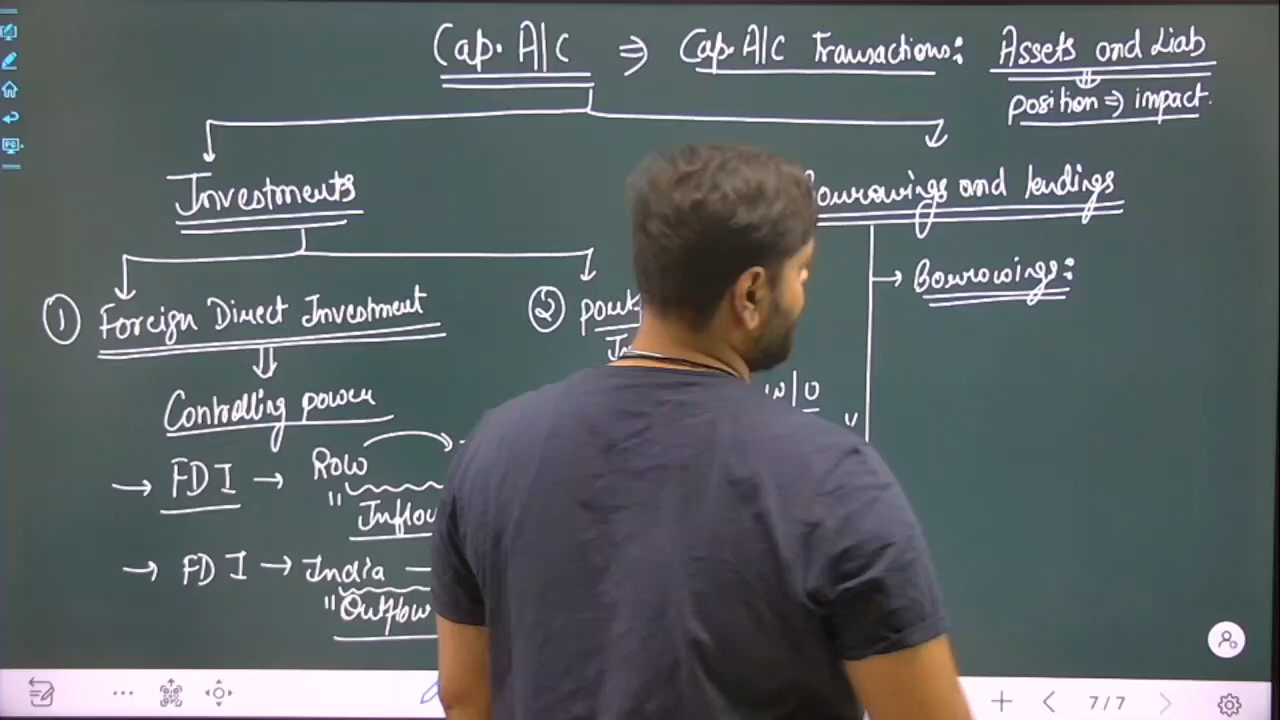 Cap. A/C ⇒ Cap. A/C Transactions: Assets and Liab
position ⇒ impact.
Investments
Borrowings and lendings
→ Borrowings:
① Foreign Direct Investment
②
Controlling power
→ FDI → Row
" Inflow
→ FDI → India —
"Outflow
7/7